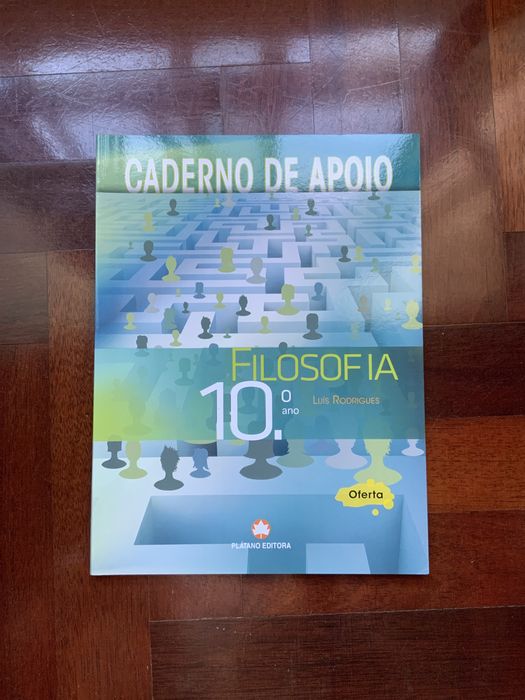 CADERNO DE APOIO
FILOSOFIA
10.º
ano
LUÍS RODRIGUES
Oferta
PLÁTANO EDITORA